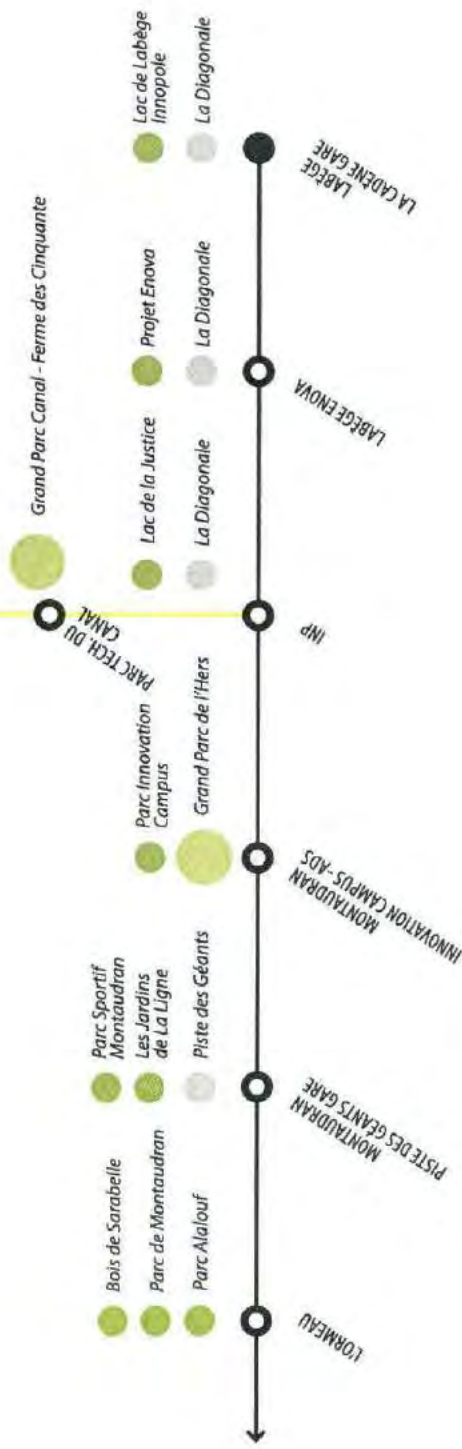 Bois de Sarabelle
Parc de Montaudran
Parc Alalouf
L'ORMEAU
Parc Sportif
Montaudran
Les Jardins
de La Ligne
Piste des Géants
MONTAUDRAN
PISTE DES GÉANTS GARE
Parc Innovation
Campus
Grand Parc de l'Hers
MONTAUDRAN
INNOVATION CAMPUS - ADS
Grand Parc Canal - Ferme des Cinquante
PARC TECH. DU
CANAL
Lac de la Justice
La Diagonale
INP
Projet Enova
La Diagonale
LABÈGE ENOVA
Lac de Labège
Innopole
La Diagonale
LABÈGE
LA CADÈNE GARE